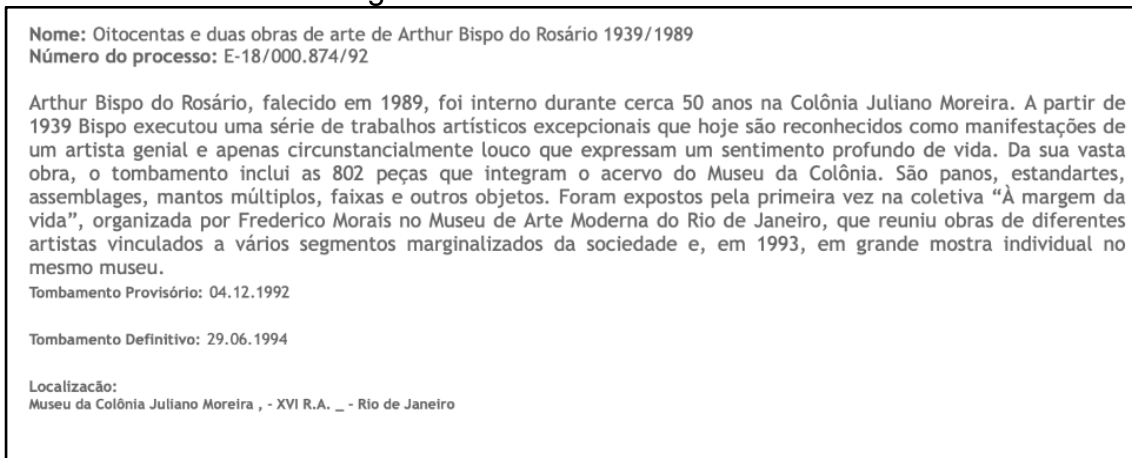 Nome: Oitocentas e duas obras de arte de Arthur Bispo do Rosário 1939/1989
Número do processo: E-18/000.874/92
Arthur Bispo do Rosário, falecido em 1989, foi interno durante cerca 50 anos na Colônia Juliano Moreira. A partir de
1939 Bispo executou uma série de trabalhos artísticos excepcionais que hoje são reconhecidos como manifestações de
um artista genial e apenas circunstancialmente louco que expressam um sentimento profundo de vida. Da sua vasta
obra, o tombamento inclui as 802 peças que integram o acervo do Museu da Colônia. São panos, estandartes,
assemblages, mantos múltiplos, faixas e outros objetos. Foram expostos pela primeira vez na coletiva “À margem da
vida”, organizada por Frederico Morais no Museu de Arte Moderna do Rio de Janeiro, que reuniu obras de diferentes
artistas vinculados a vários segmentos marginalizados da sociedade e, em 1993, em grande mostra individual no
mesmo museu.
Tombamento Provisório: 04.12.1992
Tombamento Definitivo: 29.06.1994
Localizacão:
Museu da Colônia Juliano Moreira , - XVI R.A. _ - Rio de Janeiro